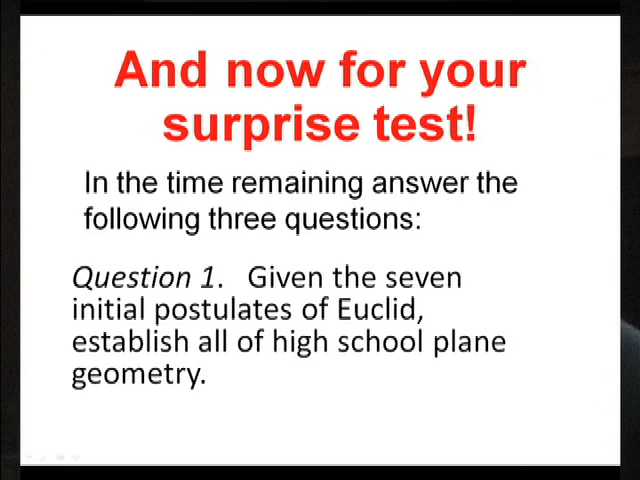 And now for your
surprise test!
In the time remaining answer the
following three questions:
Question 1.   Given the seven
initial postulates of Euclid,
establish all of high school plane
geometry.